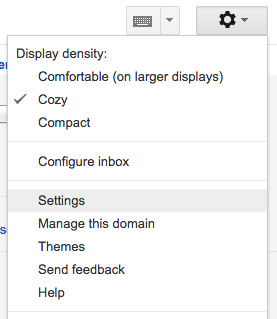 Display density:
Comfortable (on larger displays)
Cozy
Compact
Configure inbox
Settings
Manage this domain
Themes
Send feedback
Help